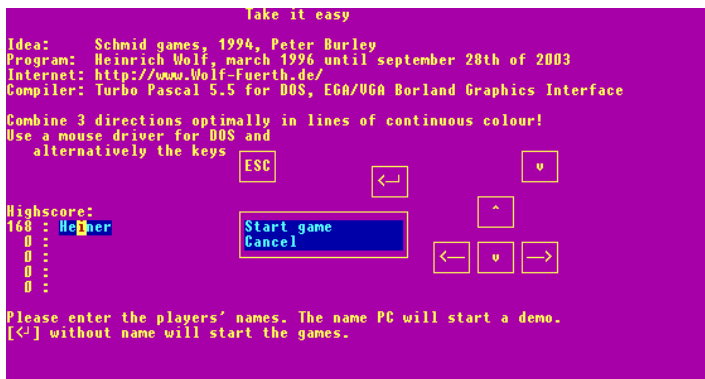 Take it easy
Idea: Schmid games, 1994, Peter Burley
Program: Heinrich Wolf, march 1996 until september 28th of 2003
Internet: http://www.Wolf-Fuerth.de/
Compiler: Turbo Pascal 5.5 for DOS, EGA/VGA Borland Graphics Interface
Combine 3 directions optimally in lines of continuous colour!
Use a mouse driver for DOS and
alternatively the keys
ESC
<─┘
v
^
<─ v ─>
Highscore:
168 : Heiner
0 :
0 :
0 :
0 :
Start game
Cancel
Please enter the players' names. The name PC will start a demo.
[<┘] without name will start the games.